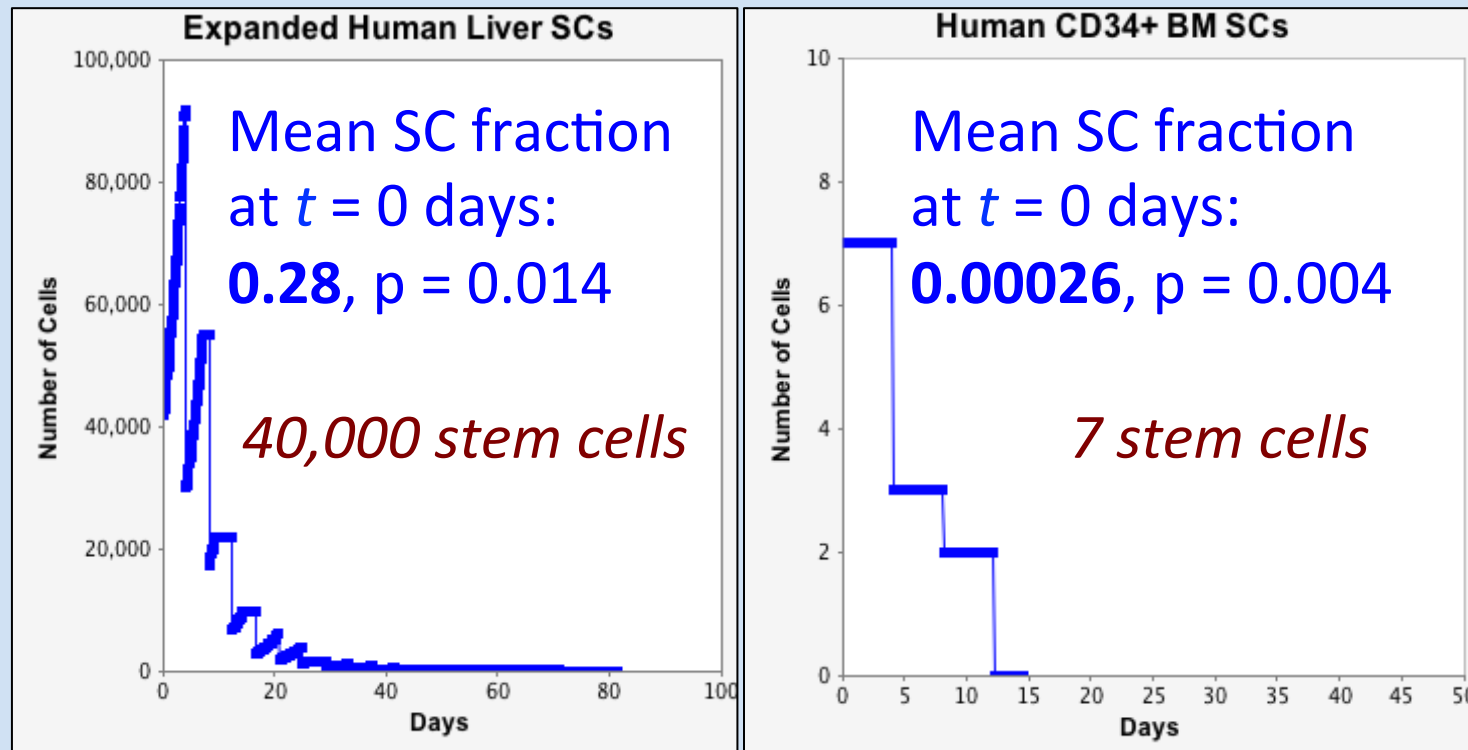 Expanded Human Liver SCs
100,000
80,000
60,000
40,000
20,000
0
Number of Cells
Mean SC fraction
at t = 0 days:
0.28, p = 0.014
40,000 stem cells
0 20 40 60 80 100
Days
Human CD34+ BM SCs
10
8
6
4
2
0
Number of Cells
Mean SC fraction
at t = 0 days:
0.00026, p = 0.004
7 stem cells
0 5 10 15 20 25 30 35 40 45 50
Days